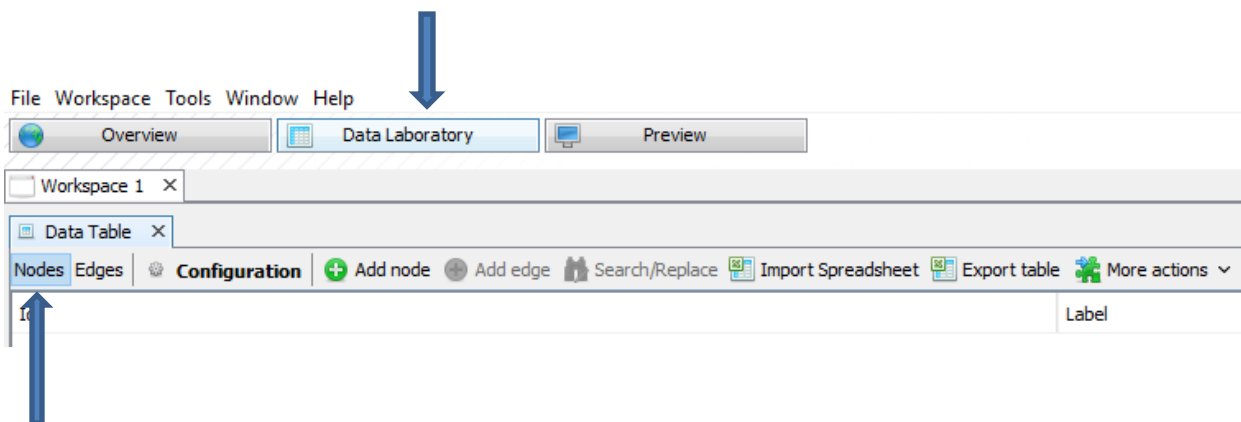 File Workspace Tools Window Help
Overview Data Laboratory Preview
Workspace 1
Data Table
Nodes Edges Configuration Add node Add edge Search/Replace Import Spreadsheet Export table More actions
Label